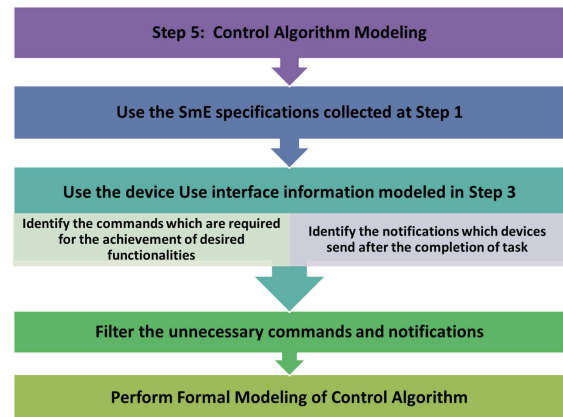 Step 5: Control Algorithm Modeling
Use the SmE specifications collected at Step 1
Use the device Use interface information modeled in Step 3
Identify the commands which are required
for the achievement of desired
functionalities
Identify the notifications which devices
send after the completion of task
Filter the unnecessary commands and notifications
Perform Formal Modeling of Control Algorithm